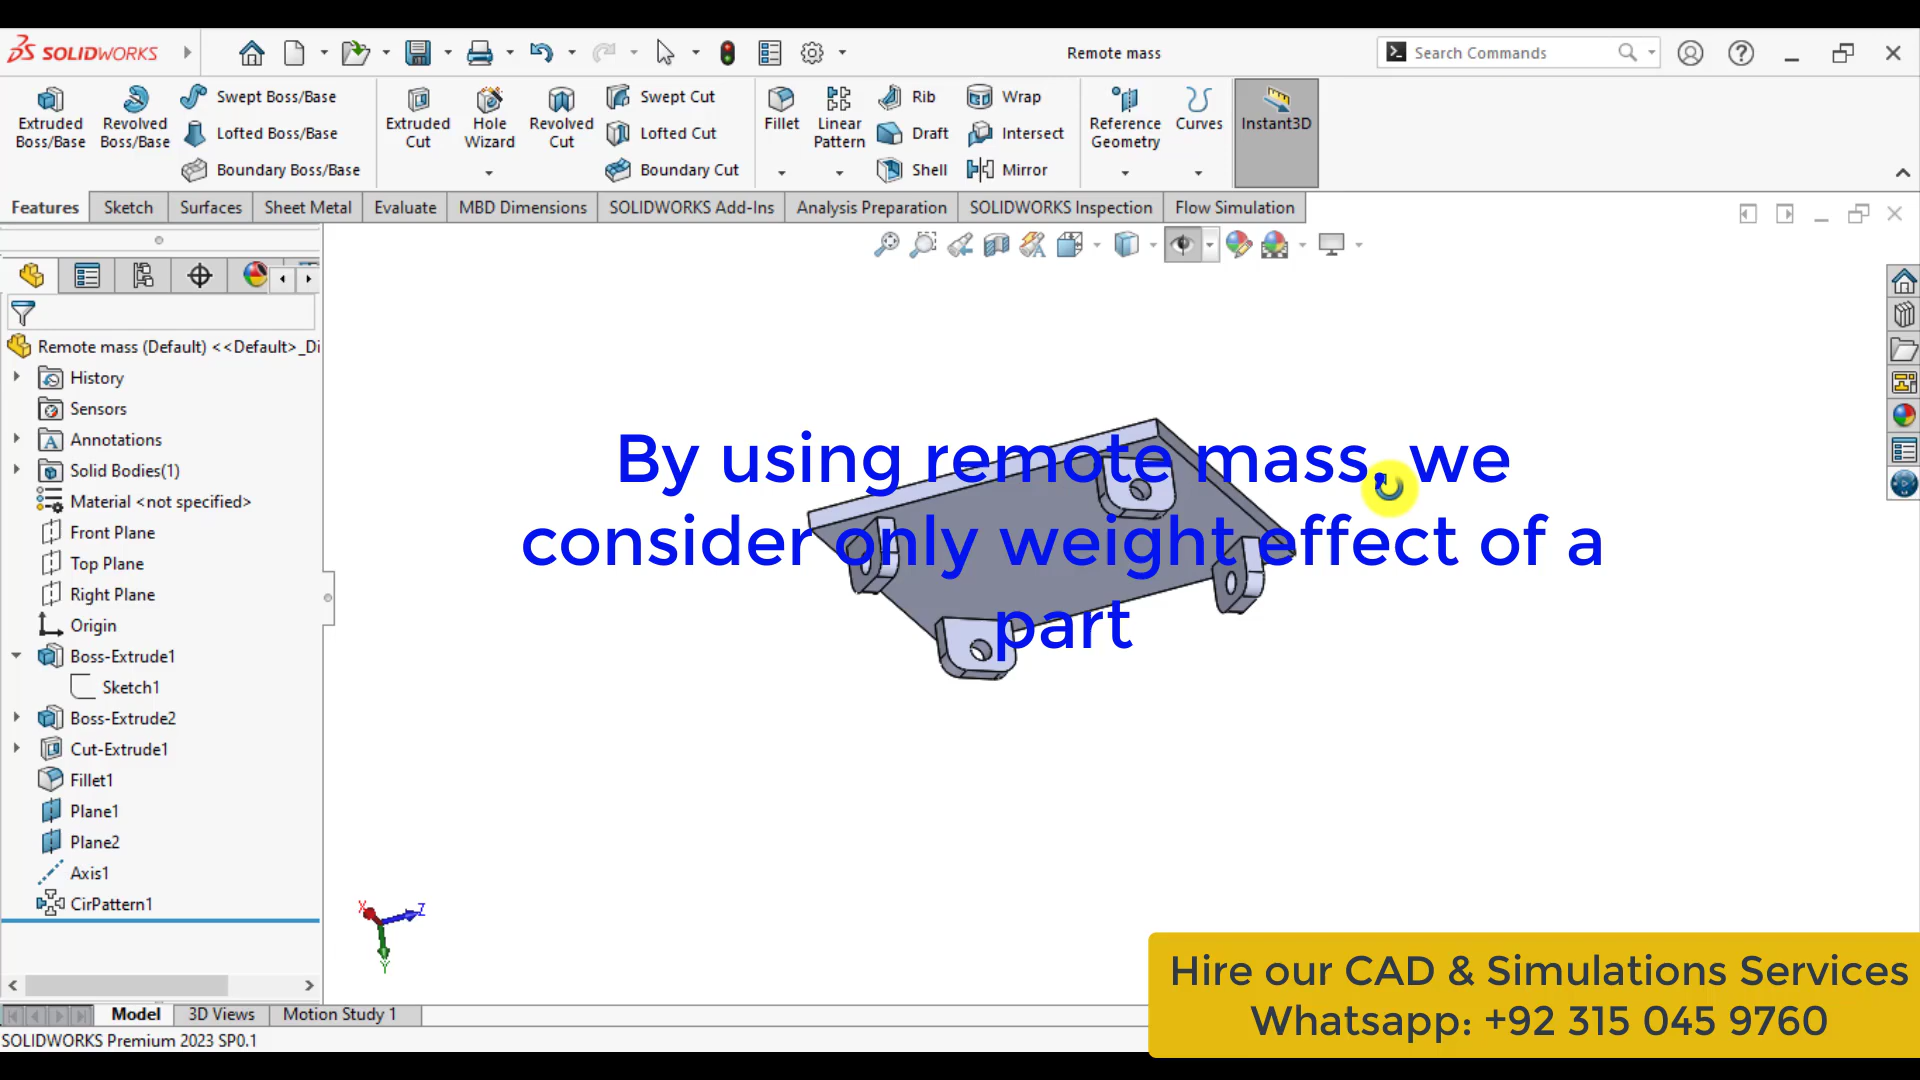 SOLIDWORKS
Remote mass
Search Commands
Extruded Boss/Base
Revolved Boss/Base
Swept Boss/Base
Lofted Boss/Base
Boundary Boss/Base
Extruded Cut
Hole Wizard
Revolved Cut
Swept Cut
Lofted Cut
Boundary Cut
Fillet
Linear Pattern
Rib
Draft
Shell
Wrap
Intersect
Mirror
Reference Geometry
Curves
Instant3D
Features
Sketch
Surfaces
Sheet Metal
Evaluate
MBD Dimensions
SOLIDWORKS Add-Ins
Analysis Preparation
SOLIDWORKS Inspection
Flow Simulation
Remote mass (Default) <<Default>_Di
History
Sensors
Annotations
Solid Bodies(1)
Material <not specified>
Front Plane
Top Plane
Right Plane
Origin
Boss-Extrude1
Sketch1
Boss-Extrude2
Cut-Extrude1
Fillet1
Plane1
Plane2
Axis1
CirPattern1
By using remote mass, we
consider only weight effect of a
part
X
Z
Y
Model
3D Views
Motion Study 1
SOLIDWORKS Premium 2023 SP0.1
Hire our CAD & Simulations Services
Whatsapp: +92 315 045 9760